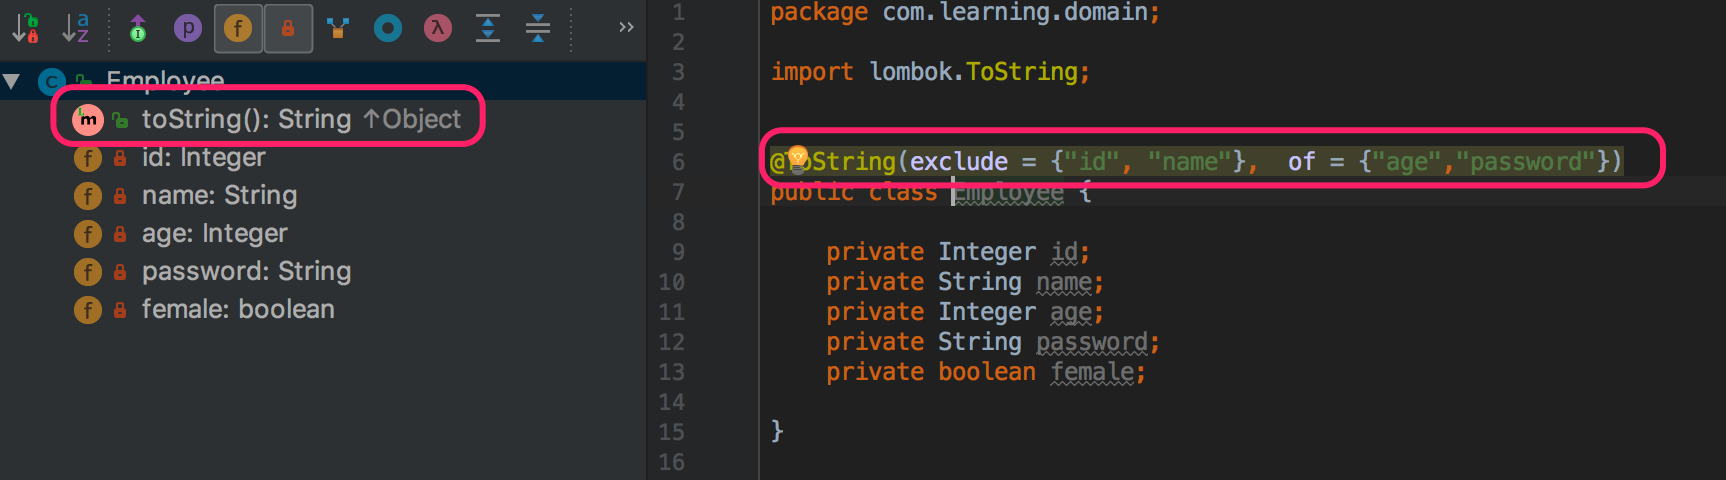 a
z
I
p
f
λ
>>
C Employee
m toString(): String ↑Object
f id: Integer
f name: String
f age: Integer
f password: String
f female: boolean
1 package com.learning.domain;
2
3 import lombok.ToString;
4
5
6 @ToString(exclude = {"id", "name"}, of = {"age","password"})
7 public class Employee {
8
9 private Integer id;
10 private String name;
11 private Integer age;
12 private String password;
13 private boolean female;
14
15 }
16